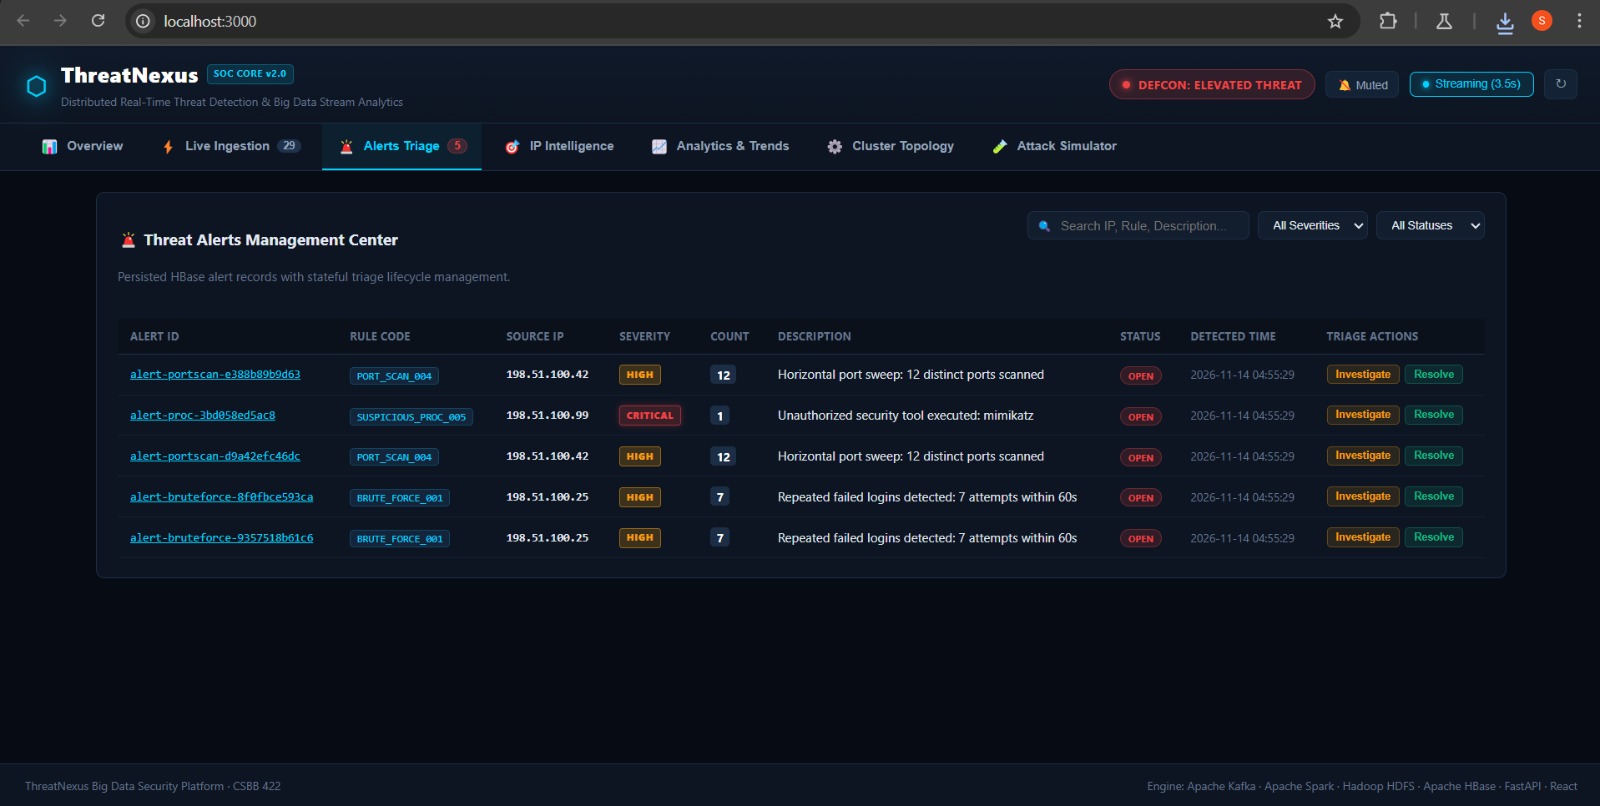 localhost:3000
S
ThreatNexus SOC CORE v2.0
Distributed Real-Time Threat Detection & Big Data Stream Analytics
DEFCON: ELEVATED THREAT Muted Streaming (3.5s)
Overview Live Ingestion 29 Alerts Triage 5 IP Intelligence Analytics & Trends Cluster Topology Attack Simulator
Threat Alerts Management Center
Search IP, Rule, Description... All Severities All Statuses
Persisted HBase alert records with stateful triage lifecycle management.
ALERT ID RULE CODE SOURCE IP SEVERITY COUNT DESCRIPTION STATUS DETECTED TIME TRIAGE ACTIONS
alert-portscan-e388b89b9d63 PORT_SCAN_004 198.51.100.42 HIGH 12 Horizontal port sweep: 12 distinct ports scanned OPEN 2026-11-14 04:55:29 Investigate Resolve
alert-proc-3bd058ed5ac8 SUSPICIOUS_PROC_005 198.51.100.99 CRITICAL 1 Unauthorized security tool executed: mimikatz OPEN 2026-11-14 04:55:29 Investigate Resolve
alert-portscan-d9a42efc46dc PORT_SCAN_004 198.51.100.42 HIGH 12 Horizontal port sweep: 12 distinct ports scanned OPEN 2026-11-14 04:55:29 Investigate Resolve
alert-bruteforce-8f0fbce593ca BRUTE_FORCE_001 198.51.100.25 HIGH 7 Repeated failed logins detected: 7 attempts within 60s OPEN 2026-11-14 04:55:29 Investigate Resolve
alert-bruteforce-9357518b61c6 BRUTE_FORCE_001 198.51.100.25 HIGH 7 Repeated failed logins detected: 7 attempts within 60s OPEN 2026-11-14 04:55:29 Investigate Resolve
ThreatNexus Big Data Security Platform · CSBB 422
Engine: Apache Kafka · Apache Spark · Hadoop HDFS · Apache HBase · FastAPI · React